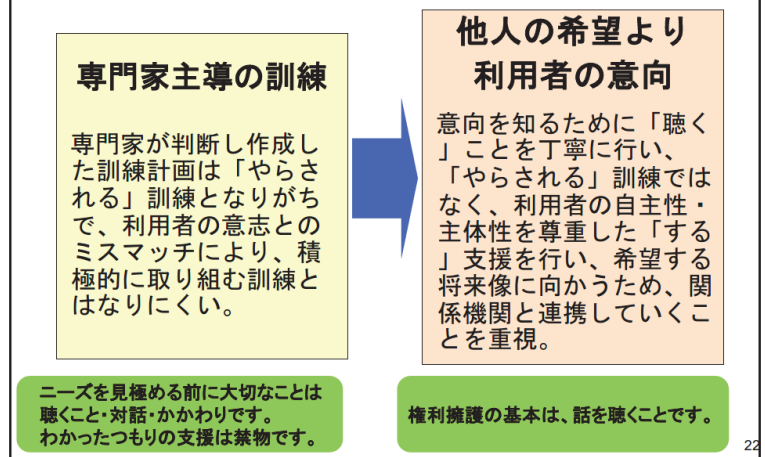 専門家主導の訓練
専門家が判断し作成し
た訓練計画は「やらさ
れる」訓練となりがち
で、利用者の意志との
ミスマッチにより、積
極的に取り組む訓練と
はなりにくい。
他人の希望より
利用者の意向
意向を知るために「聴く
」ことを丁寧に行い、
「やらされる」訓練では
なく、利用者の自主性・
主体性を尊重した「する
」支援を行い、希望する
将来像に向かうため、関
係機関と連携していくこ
とを重視。
ニーズを見極める前に大切なことは
聴くこと・対話・かかわりです。
わかったつもりの支援は禁物です。
権利擁護の基本は、話を聴くことです。
22